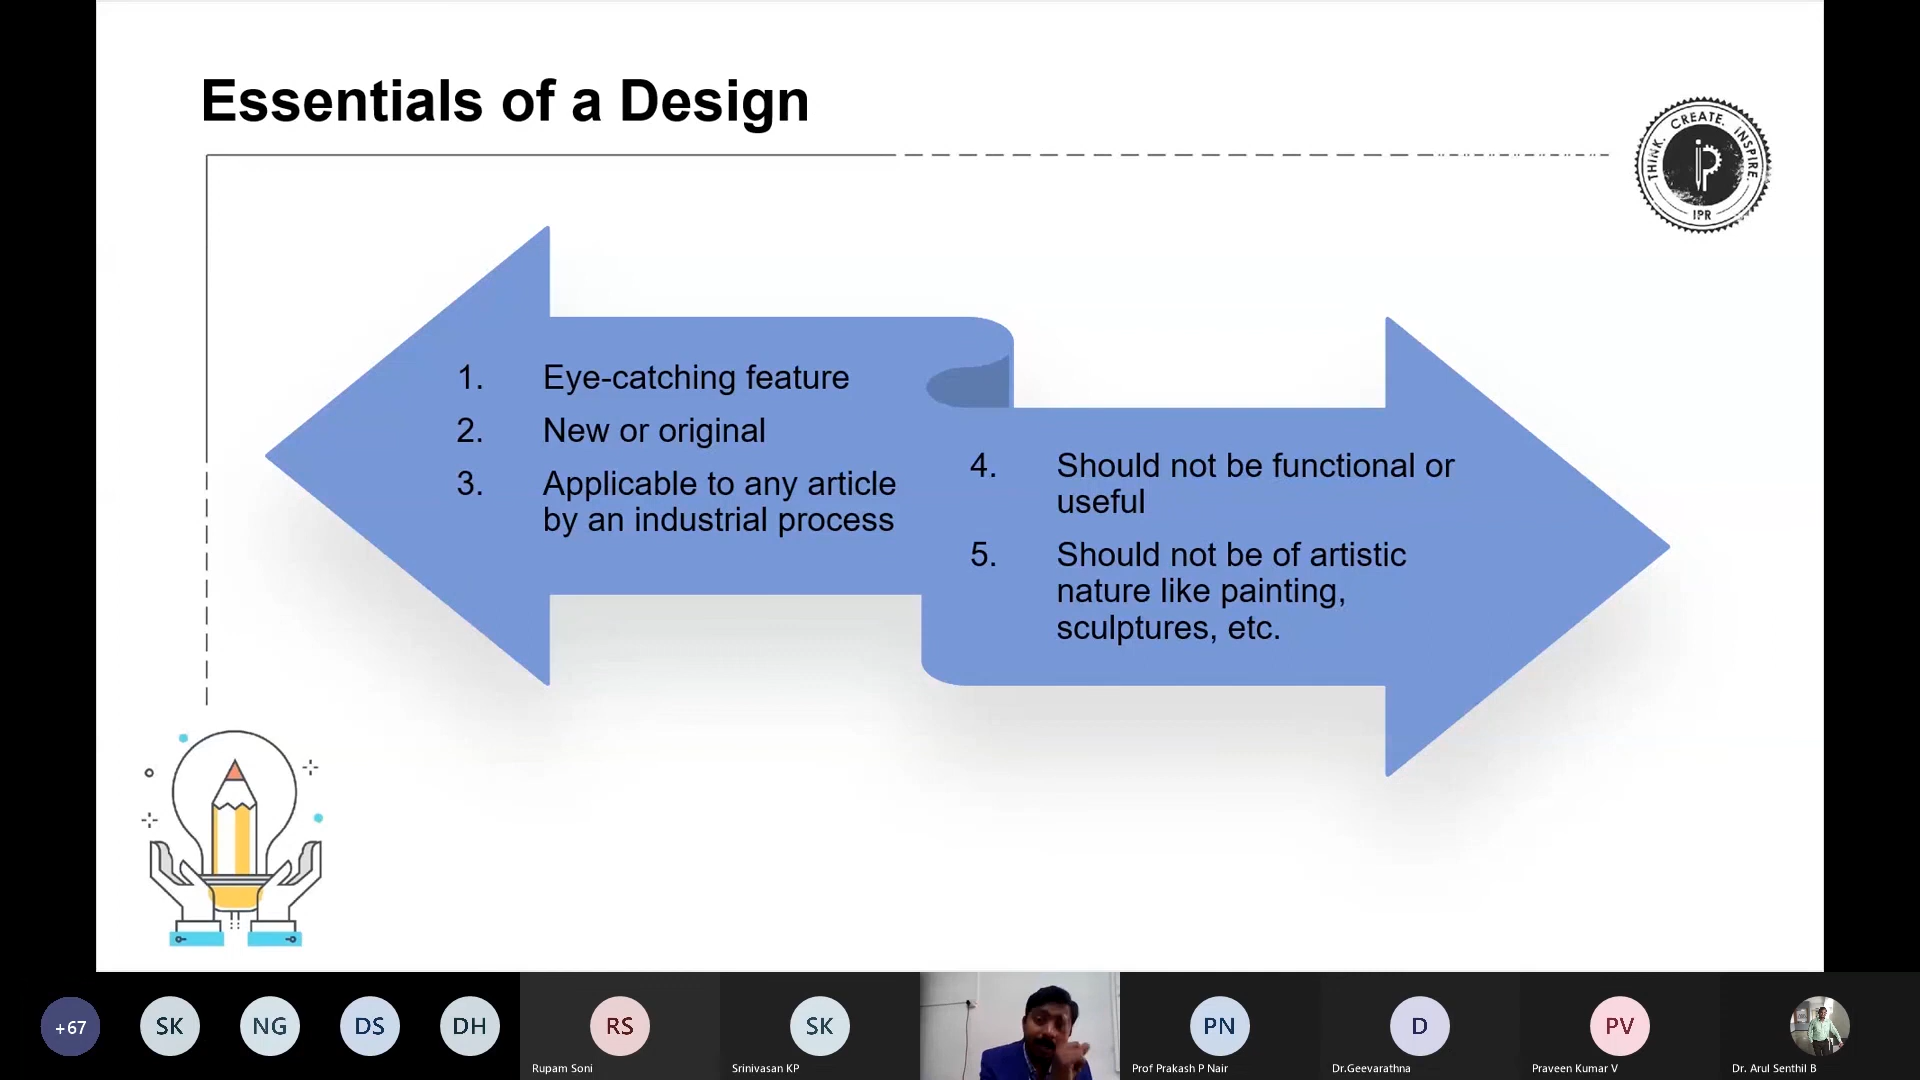 Essentials of a Design
THINK. CREATE. INSPIRE.
IP
IPR
1. Eye-catching feature
2. New or original
3. Applicable to any article
by an industrial process
4. Should not be functional or
useful
5. Should not be of artistic
nature like painting,
sculptures, etc.
+67
SK
NG
DS
DH
RS
Rupam Soni
SK
Srinivasan KP
PN
Prof Prakash P Nair
D
Dr.Geevarathna
PV
Praveen Kumar V
Dr. Arul Senthil B